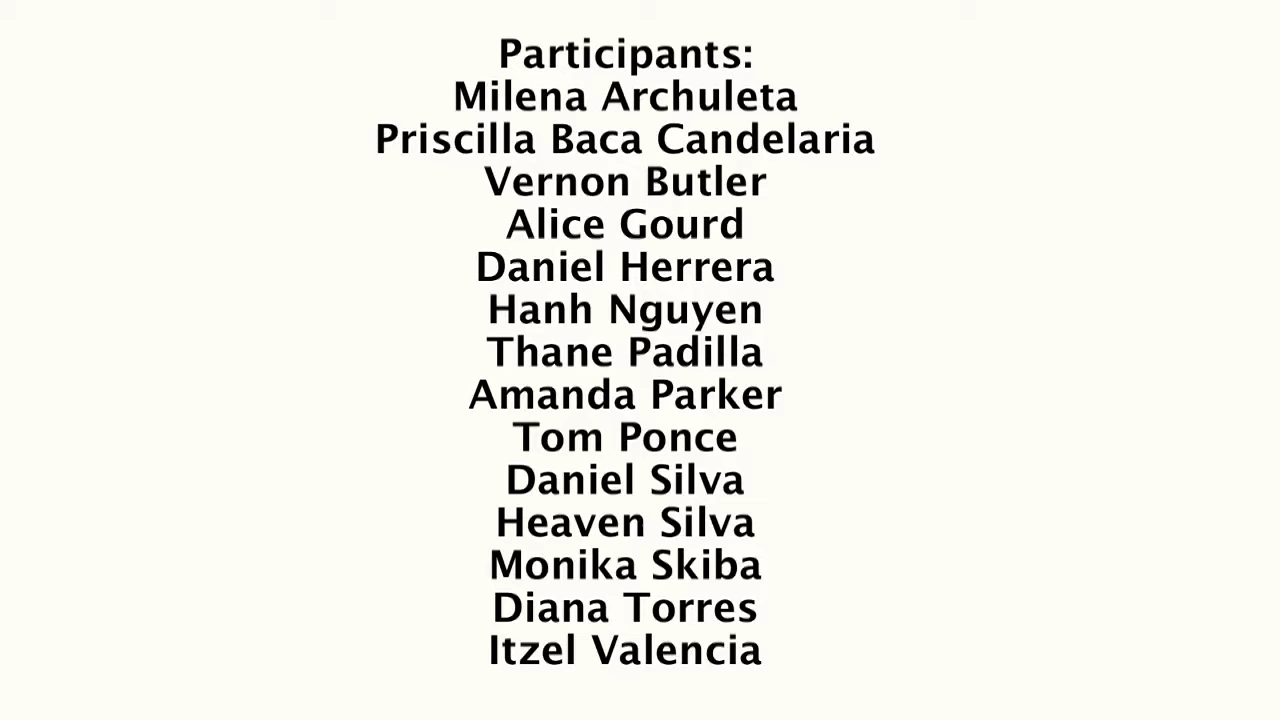 Participants:
Milena Archuleta
Priscilla Baca Candelaria
Vernon Butler
Alice Gourd
Daniel Herrera
Hanh Nguyen
Thane Padilla
Amanda Parker
Tom Ponce
Daniel Silva
Heaven Silva
Monika Skiba
Diana Torres
Itzel Valencia